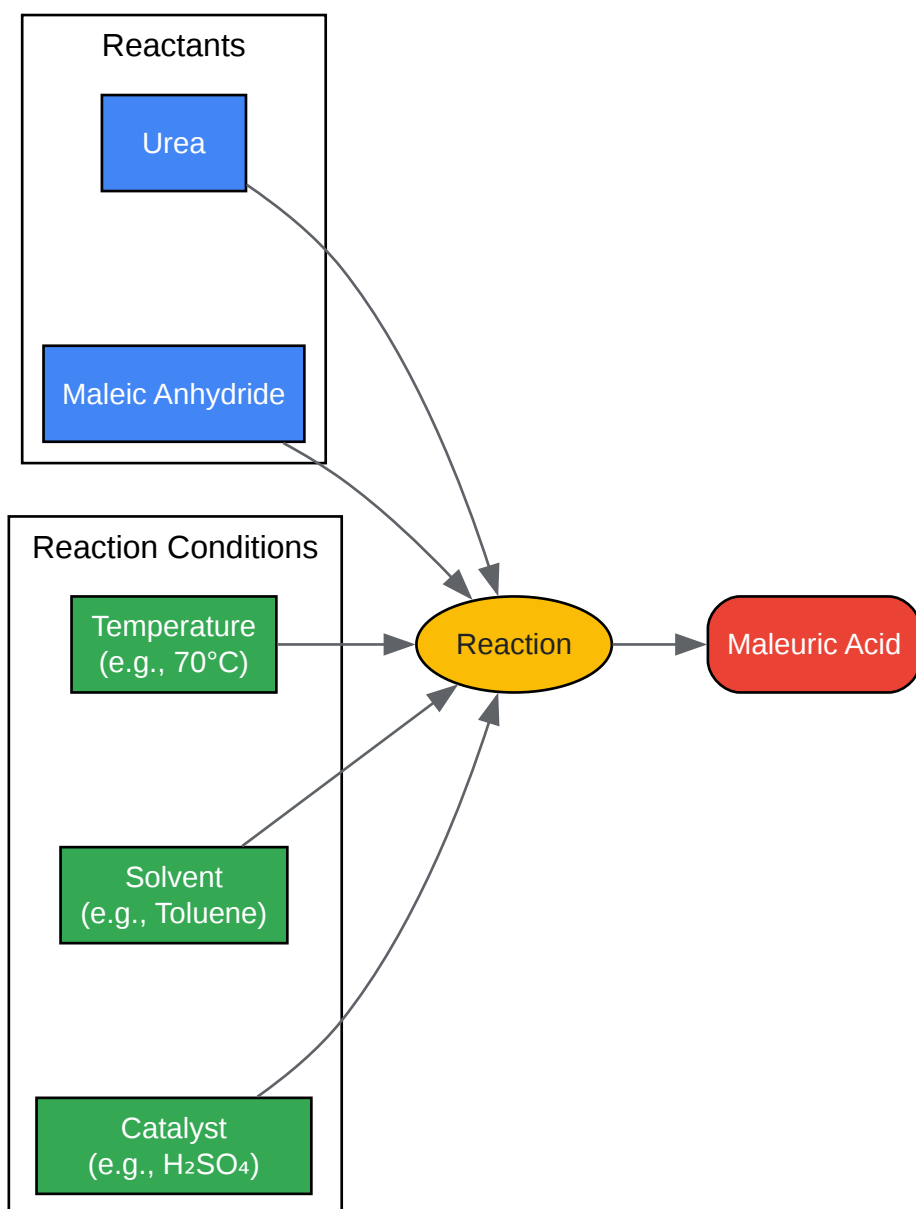 Reactants
Urea
Maleic Anhydride
Reaction Conditions
Temperature
(e.g., 70°C)
Solvent
(e.g., Toluene)
Catalyst
(e.g., H₂SO₄)
Reaction
Maleuric Acid